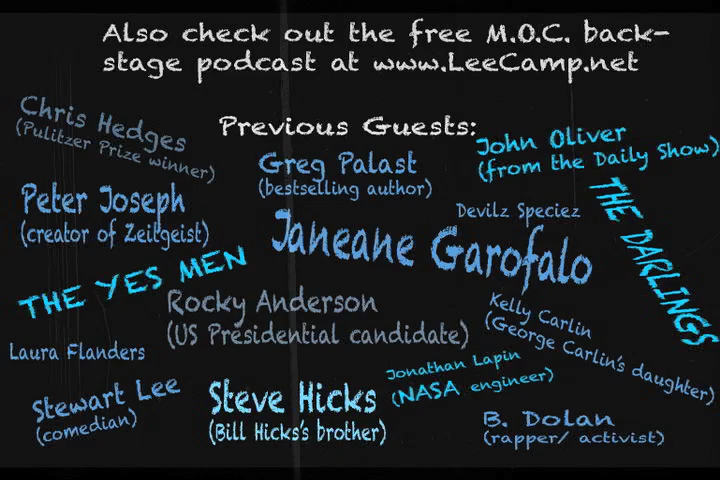 Also check out the free M.O.C. back-
stage podcast at www.LeeCamp.net
Previous Guests:
Chris Hedges
(Pulitzer Prize winner)
Greg Palast
(bestselling author)
John Oliver
(from the Daily Show)
Peter Joseph
(creator of Zeitgeist)
Devilz Speciez
Janeane Garofalo
THE DARLINGS
THE YES MEN
Rocky Anderson
(US Presidential candidate)
Kelly Carlin
(George Carlin's daughter)
Laura Flanders
Jonathan Lapin
(NASA engineer)
Stewart Lee
(comedian)
Steve Hicks
(Bill Hicks's brother)
B. Dolan
(rapper/ activist)